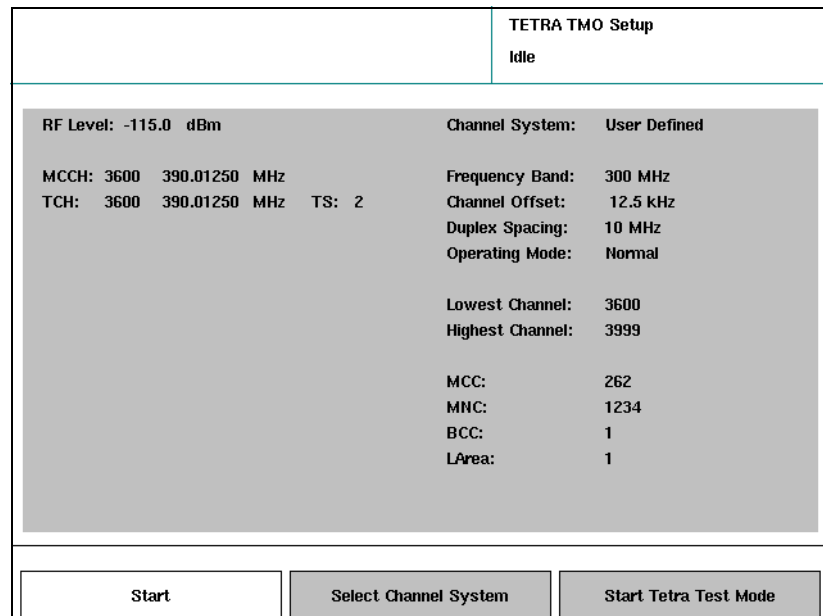 TETRA TMO Setup
Idle
RF Level: -115.0 dBm
MCCH: 3600 390.01250 MHz
TCH: 3600 390.01250 MHz TS: 2
Channel System: User Defined
Frequency Band: 300 MHz
Channel Offset: 12.5 kHz
Duplex Spacing: 10 MHz
Operating Mode: Normal
Lowest Channel: 3600
Highest Channel: 3999
MCC: 262
MNC: 1234
BCC: 1
LArea: 1
Start
Select Channel System
Start Tetra Test Mode